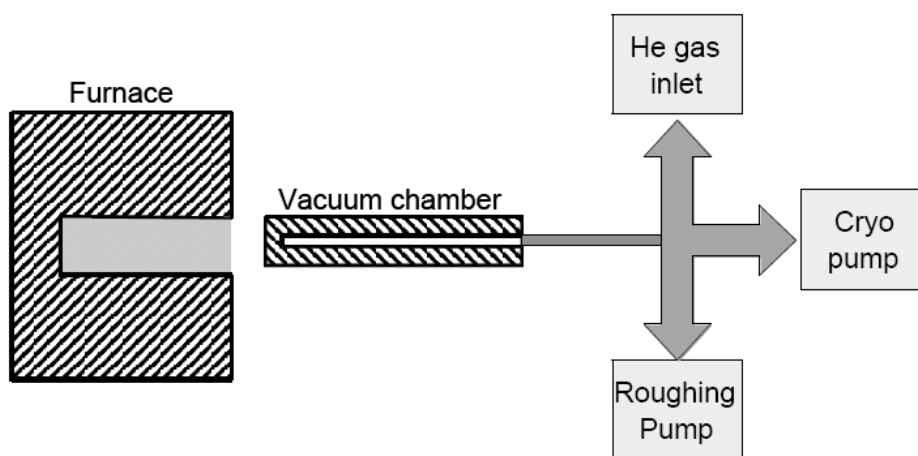 He gas
inlet
Furnace
Vacuum chamber
Cryo
pump
Roughing
Pump